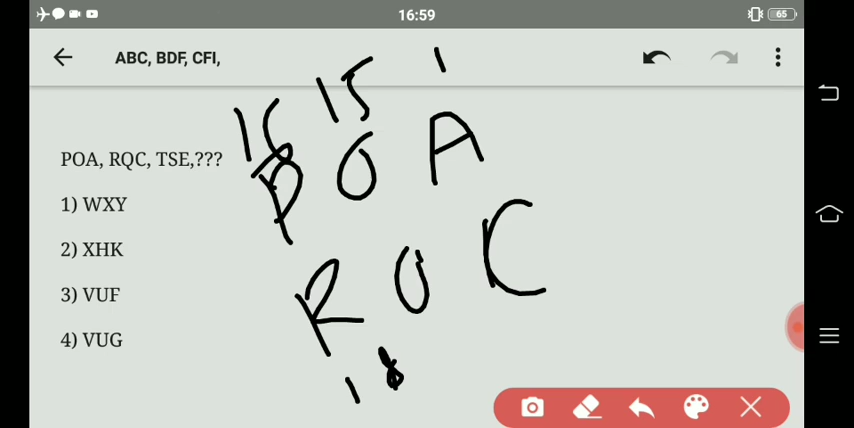 16:59
65
ABC, BDF, CFI,
16 15 1
POA, RQC, TSE,???
P O A
1) WXY
2) XHK
R Q C
3) VUF
4) VUG
18